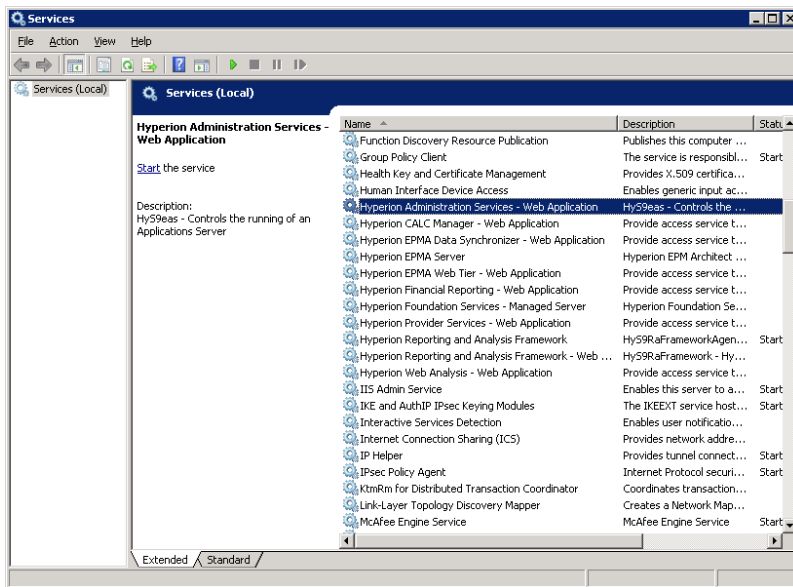 Services
File Action View Help
Services (Local)
Services (Local)
Hyperion Administration Services - Web Application
Start the service
Description:
HyS9eas - Controls the running of an Applications Server
Name Description Statu
Function Discovery Resource Publication Publishes this computer ...
Group Policy Client The service is responsibl... Start
Health Key and Certificate Management Provides X.509 certifica...
Human Interface Device Access Enables generic input ac...
Hyperion Administration Services - Web Application HyS9eas - Controls the ...
Hyperion CALC Manager - Web Application Provide access service t...
Hyperion EPMA Data Synchronizer - Web Application Provide access service t...
Hyperion EPMA Server Hyperion EPM Architect ...
Hyperion EPMA Web Tier - Web Application Provide access service t...
Hyperion Financial Reporting - Web Application Provide access service t...
Hyperion Foundation Services - Managed Server Hyperion Foundation Se...
Hyperion Provider Services - Web Application Provide access service t...
Hyperion Reporting and Analysis Framework HyS9RaFrameworkAgen... Start
Hyperion Reporting and Analysis Framework - Web ... HyS9RaFramework - Hy...
Hyperion Web Analysis - Web Application Provide access service t...
IIS Admin Service Enables this server to a... Start
IKE and AuthIP IPsec Keying Modules The IKEEXT service host... Start
Interactive Services Detection Enables user notificatio...
Internet Connection Sharing (ICS) Provides network addre...
IP Helper Provides tunnel connect... Start
IPsec Policy Agent Internet Protocol securi... Start
KtmRm for Distributed Transaction Coordinator Coordinates transaction...
Link-Layer Topology Discovery Mapper Creates a Network Map...
McAfee Engine Service McAfee Engine Service Start
Extended Standard